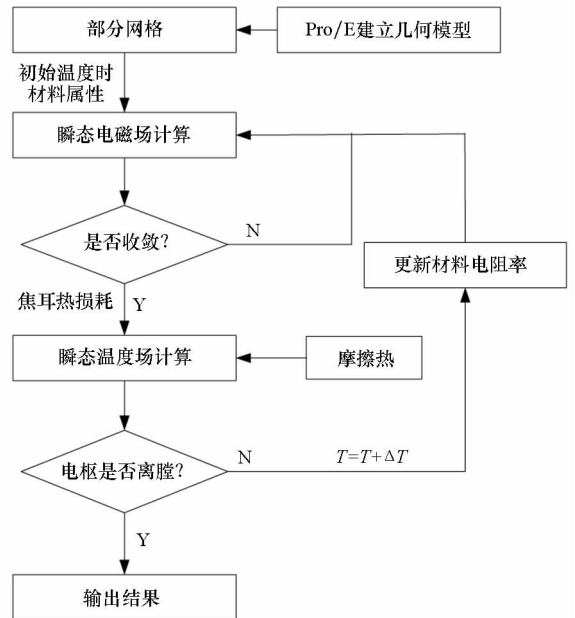 部分网格
Pro/E建立几何模型
初始温度时
材料属性
瞬态电磁场计算
是否收敛?
N
更新材料电阻率
焦耳热损耗
Y
瞬态温度场计算
摩擦热
电枢是否离膛?
N
T=T+ΔT
Y
输出结果